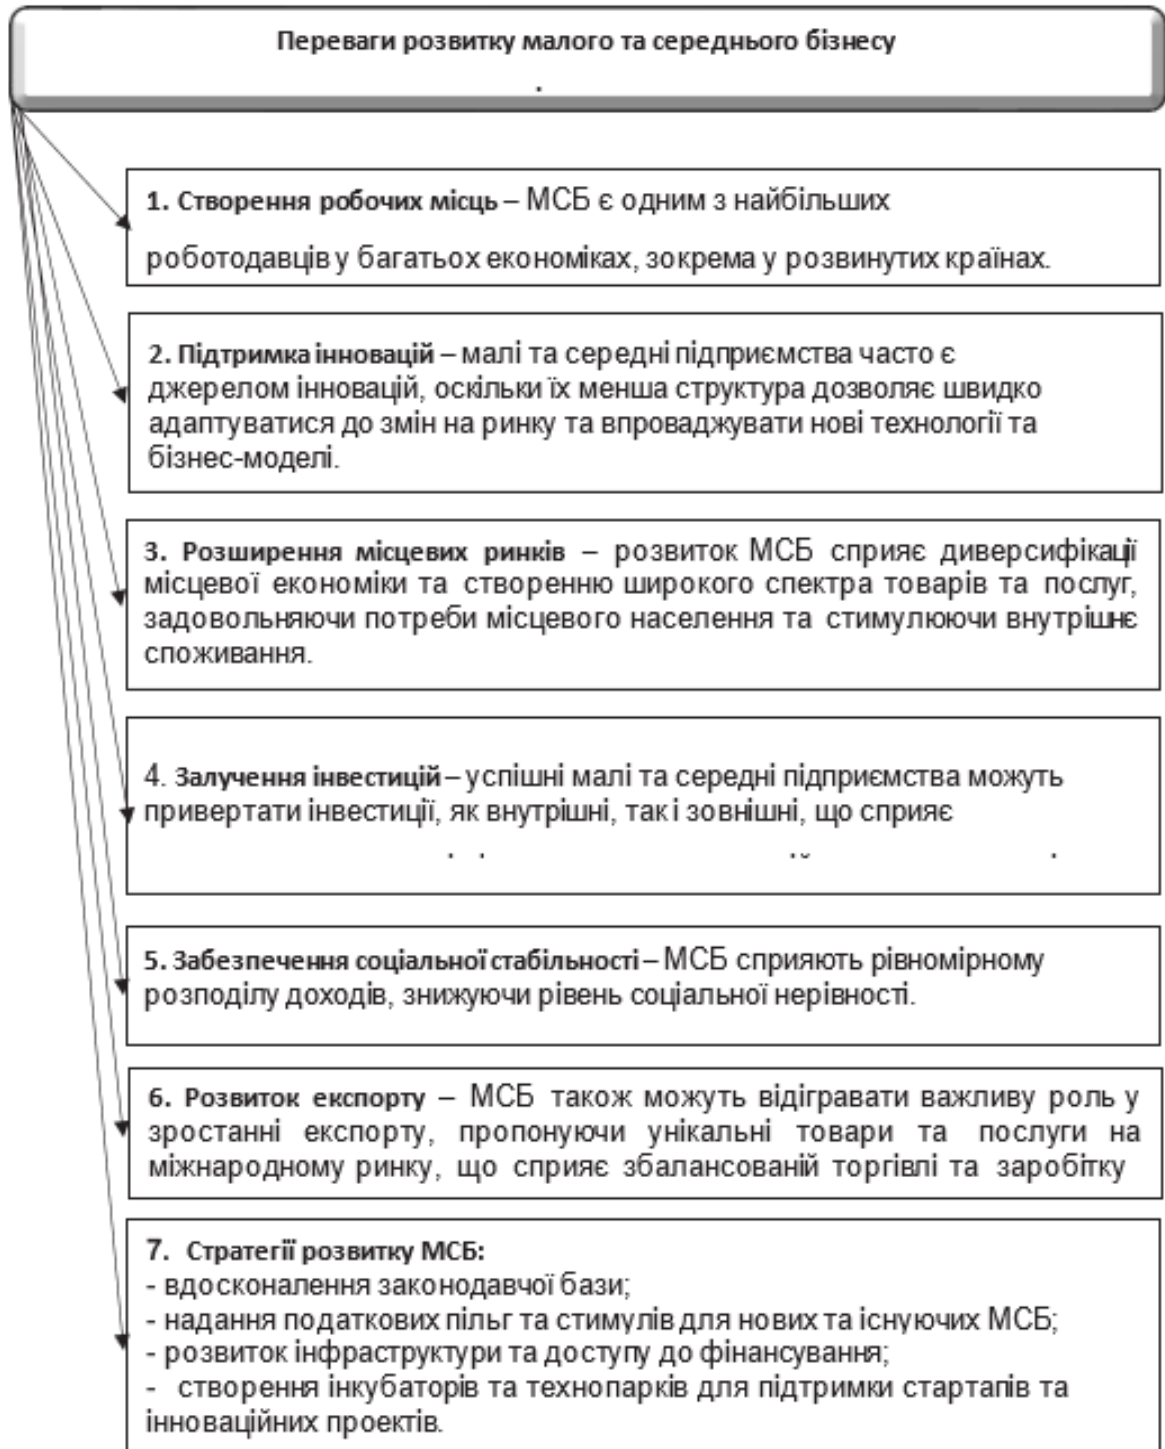 Переваги розвитку малого та середнього бізнесу
1. Створення робочих місць – МСБ є одним з найбільших
роботодавців у багатьох економіках, зокрема у розвинутих країнах.
2. Підтримка інновацій – малі та середні підприємства часто є
джерелом інновацій, оскільки їх менша структура дозволяє швидко
адаптуватися до змін на ринку та впроваджувати нові технології та
бізнес-моделі.
3. Розширення місцевих ринків – розвиток МСБ сприяє диверсифікації
місцевої економіки та створенню широкого спектра товарів та послуг,
задовольняючи потреби місцевого населення та стимулюючи внутрішнє
споживання.
4. Залучення інвестицій – успішні малі та середні підприємства можуть
привертати інвестиції, як внутрішні, так і зовнішні, що сприяє
5. Забезпечення соціальної стабільності – МСБ сприяють рівномірному
розподілу доходів, знижуючи рівень соціальної нерівності.
6. Розвиток експорту – МСБ також можуть відігравати важливу роль у
зростанні експорту, пропонуючи унікальні товари та послуги на
міжнародному ринку, що сприяє збалансованій торгівлі та заробітку
7. Стратегії розвитку МСБ:
- вдосконалення законодавчої бази;
- надання податкових пільг та стимулів для нових та існуючих МСБ;
- розвиток інфраструктури та доступу до фінансування;
- створення інкубаторів та технопарків для підтримки стартапів та
інноваційних проектів.